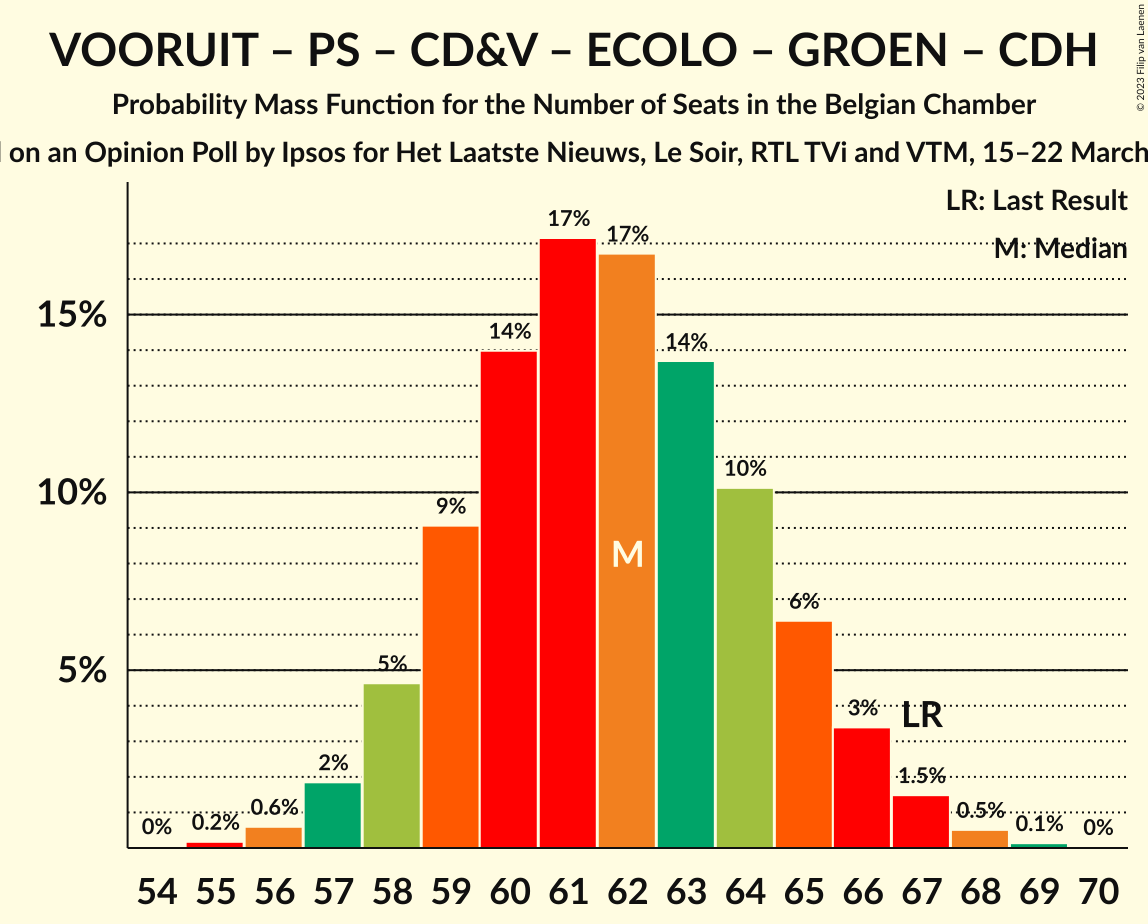 VOORUIT – PS – CD&V – ECOLO – GROEN – CDH
Probability Mass Function for the Number of Seats in the Belgian Chamber
on an Opinion Poll by Ipsos for Het Laatste Nieuws, Le Soir, RTL TVi and VTM, 15–22 March
© 2023 Filip van Laenen
LR: Last Result
M: Median
15%
10%
5%
0%
0.2%
0.6%
2%
5%
9%
14%
17%
17%
14%
10%
6%
3%
1.5%
0.5%
0.1%
0%
M
LR
54 55 56 57 58 59 60 61 62 63 64 65 66 67 68 69 70